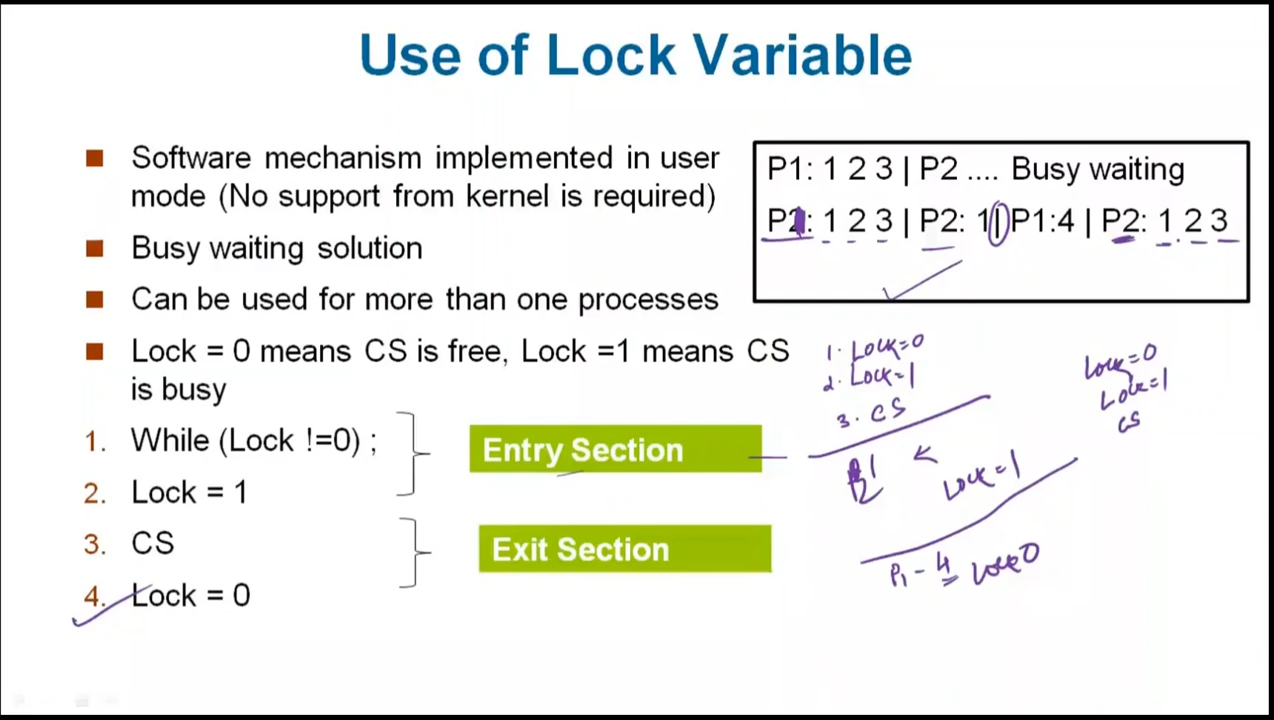 Use of Lock Variable
■ Software mechanism implemented in user
mode (No support from kernel is required)
■ Busy waiting solution
■ Can be used for more than one processes
■ Lock = 0 means CS is free, Lock =1 means CS
is busy
1. While (Lock !=0) ;
2. Lock = 1
3. CS
4. Lock = 0
Entry Section
Exit Section
P1: 1 2 3 | P2 .... Busy waiting
: 1 2 3 | P2: 1| P1:4 | P2: 1 2 3
1. Lock=0
2. Lock=1
3. CS
Lock=1
P1 - 4 Lock=0
Lock=0
Lock=1
CS